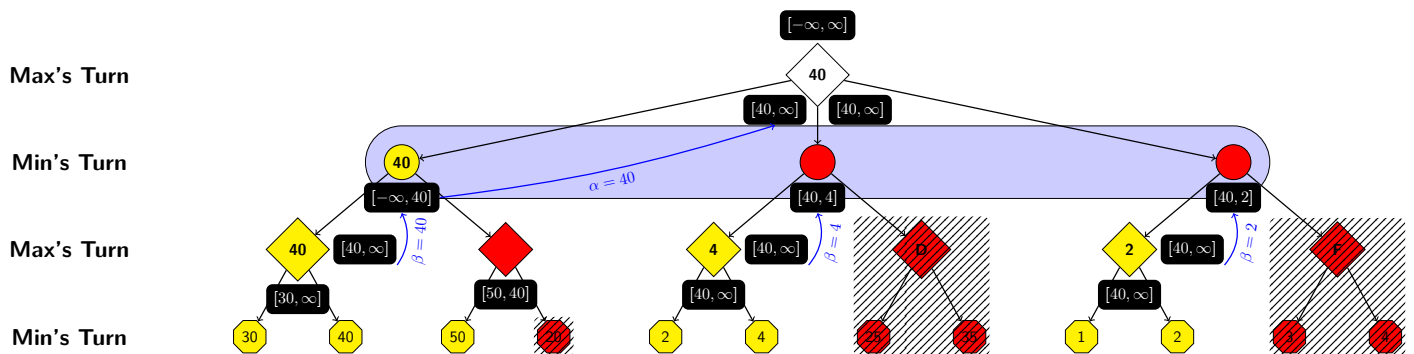 [−∞, ∞]
Max's Turn
40
[40, ∞] [40, ∞]
Min's Turn
40
α = 40
[−∞, 40] [40, 4] [40, 2]
β = 40 β = 4 β = 2
Max's Turn
40 [40, ∞] 4 [40, ∞] D 2 [40, ∞] F
[30, ∞] [50, 40] [40, ∞] [40, ∞]
Min's Turn
30 40 50 20 2 4 25 35 1 2 3 4